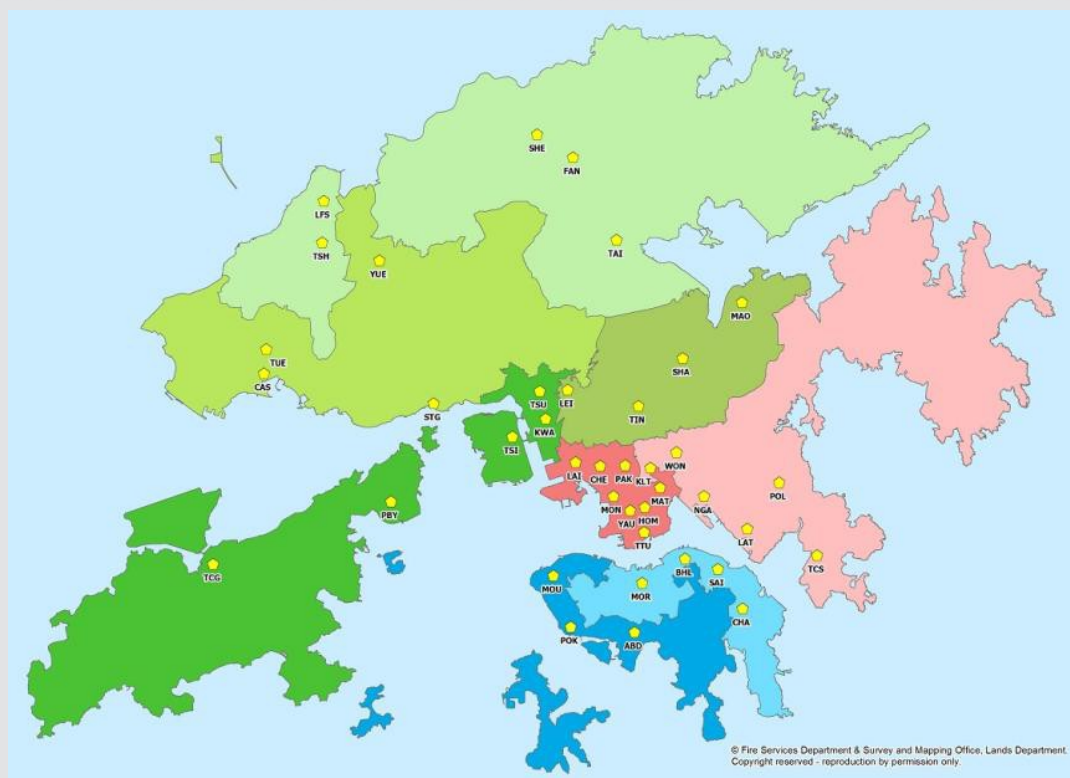 SHE
FAN
LFS
TSH
YUE
TAI
MAO
TUE
CAS
SHA
STG
TSU
LEI
KWA
TIN
TSI
LAI
CHE
PAK
KLT
WON
MON
MAT
NGA
POL
PBY
YAU
HOM
LAT
TTU
TCS
TCG
MOU
MOR
BHL
SAI
CHA
POK
ABD
© Fire Services Department & Survey and Mapping Office, Lands Department.
Copyright reserved - reproduction by permission only.